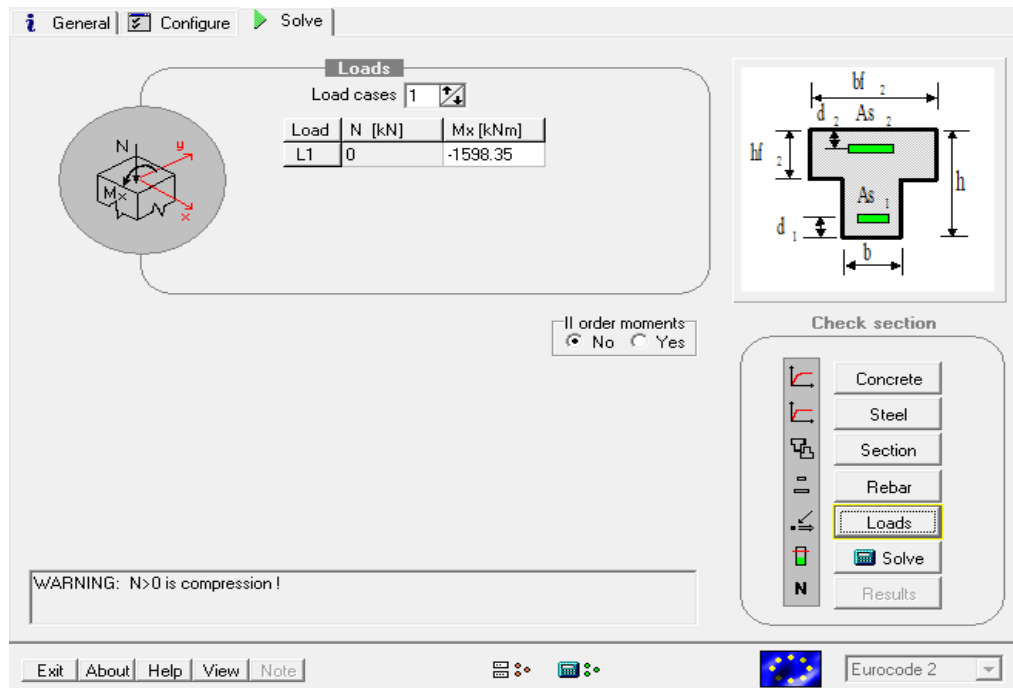 General Configure Solve
Loads
Load cases 1
Load N [kN] Mx [kNm]
L1 0 -1598.35
N
y
Mx
x
bf 2
d 2 As 2
hf 2
h
As 1
d 1
b
II order moments
No Yes
Check section
Concrete
Steel
Section
Rebar
Loads
Solve
N Results
WARNING: N>0 is compression !
Exit About Help View Note Eurocode 2